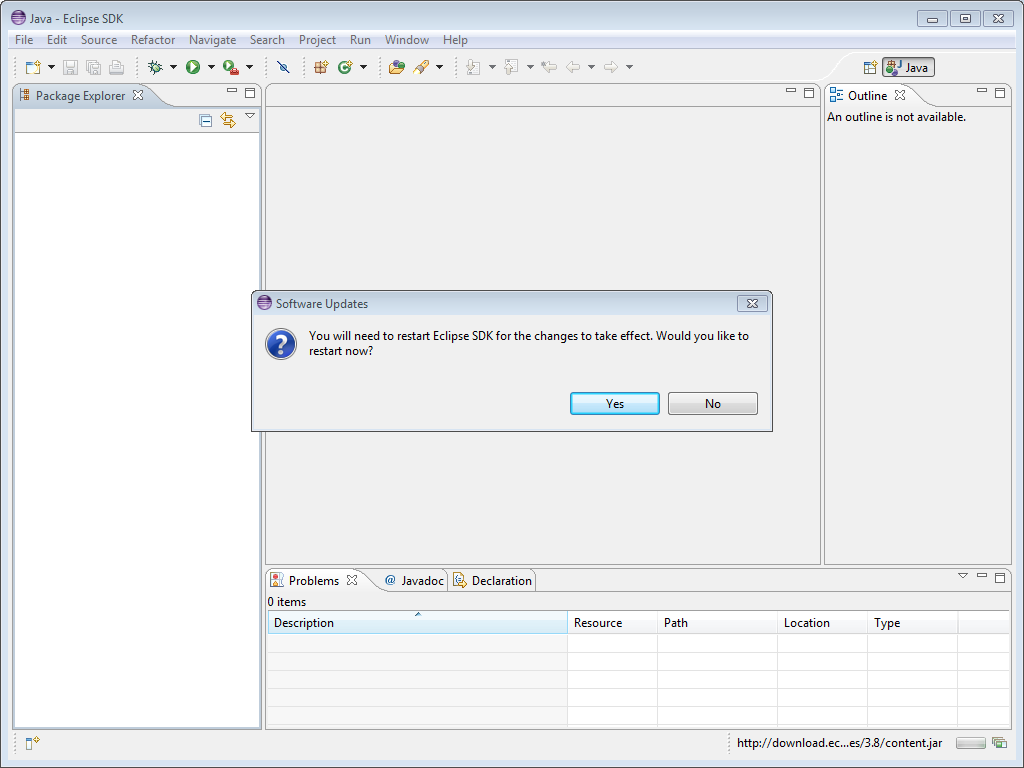 Java - Eclipse SDK
File Edit Source Refactor Navigate Search Project Run Window Help
Java
Package Explorer
Outline
An outline is not available.
Software Updates
You will need to restart Eclipse SDK for the changes to take effect. Would you like to
restart now?
Yes No
Problems @ Javadoc Declaration
0 items
Description Resource Path Location Type
http://download.ec...es/3.8/content.jar